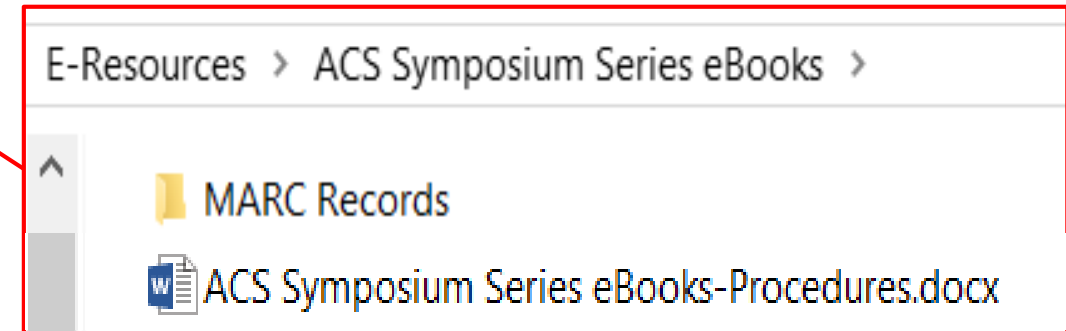 E-Resources > ACS Symposium Series eBooks >
MARC Records
ACS Symposium Series eBooks-Procedures.docx